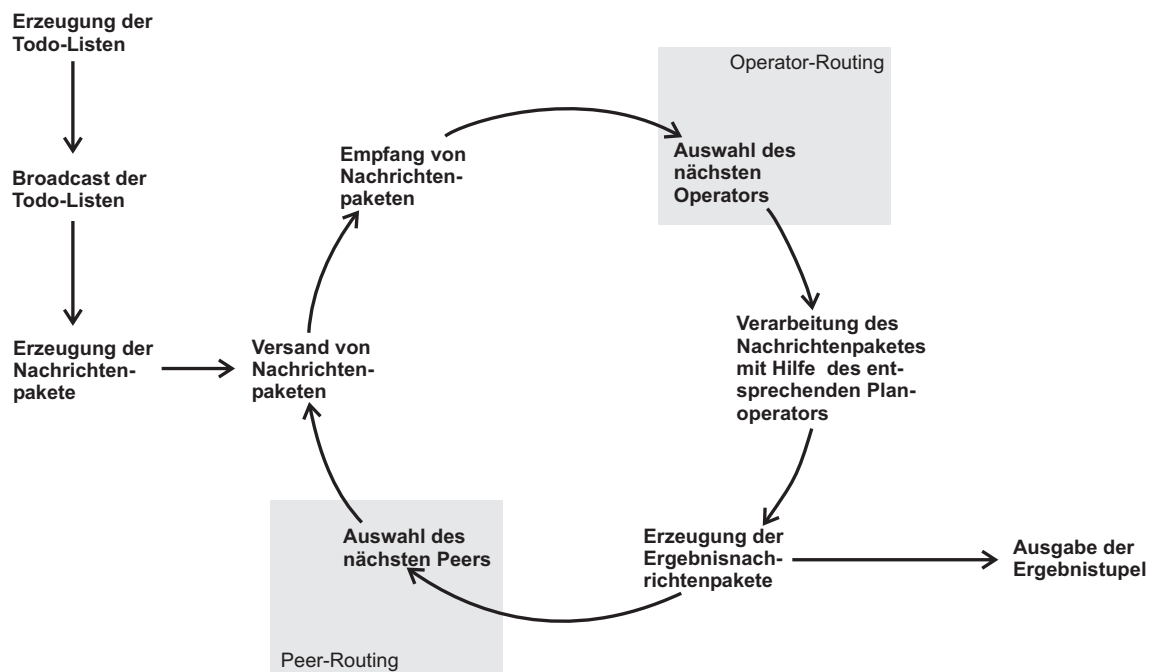 Erzeugung der
Todo-Listen
Broadcast der
Todo-Listen
Erzeugung der
Nachrichten-
pakete
Versand von
Nachrichten-
paketen
Empfang von
Nachrichten-
paketen
Operator-Routing
Auswahl des
nächsten
Operators
Verarbeitung des
Nachrichtenpaketes
mit Hilfe des ent-
sprechenden Plan-
operators
Erzeugung der
Ergebnisnach-
richtenpakete
Ausgabe der
Ergebnistupel
Auswahl des
nächsten Peers
Peer-Routing